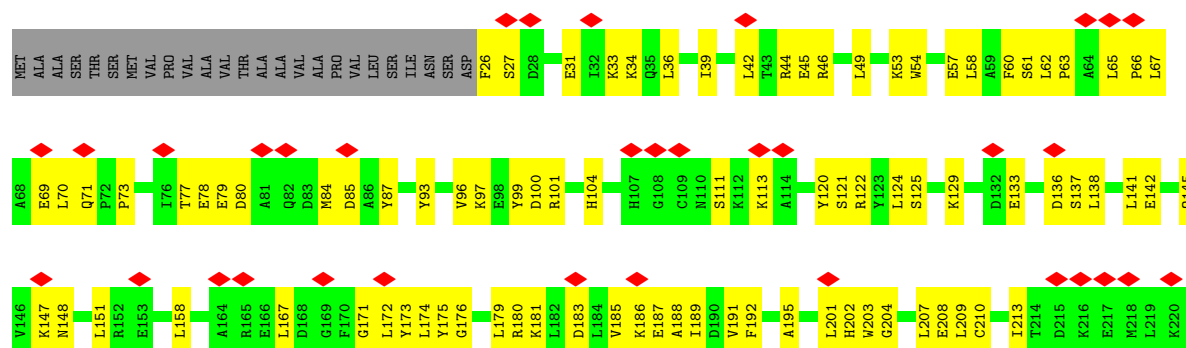 MET ALA ALA SER THR SER MET VAL PRO VAL ALA VAL THR ALA ALA VAL ALA PRO VAL LEU SER ILE ASN SER ASP F26 S27 D28 E31 I32 K33 K34 Q35 L36 I39 L42 T43 R44 E45 R46 L49 K53 W54 E57 L58 A59 F60 S61 L62 P63 A64 L65 P66 L67
A68 E69 L70 Q71 P72 P73 I76 T77 E78 E79 D80 A81 Q82 D83 M84 D85 A86 Y87 Y93 V96 K97 E98 Y99 D100 R101 H104 H107 G108 C109 N110 S111 K112 K113 A114 Y120 S121 R122 Y123 L124 S125 K129 D132 E133 D136 S137 L138 L141 E142
V146 K147 N148 L151 R152 E153 L158 A164 R165 E166 L167 D168 G169 F170 G171 L172 Y173 L174 Y175 G176 L179 R180 K181 L182 D183 L184 V185 K186 E187 A188 I189 D190 V191 F192 A195 L201 H202 W203 G204 L207 E208 L209 C210 I213 T214 D215 K216 E217 M218 L219 K220